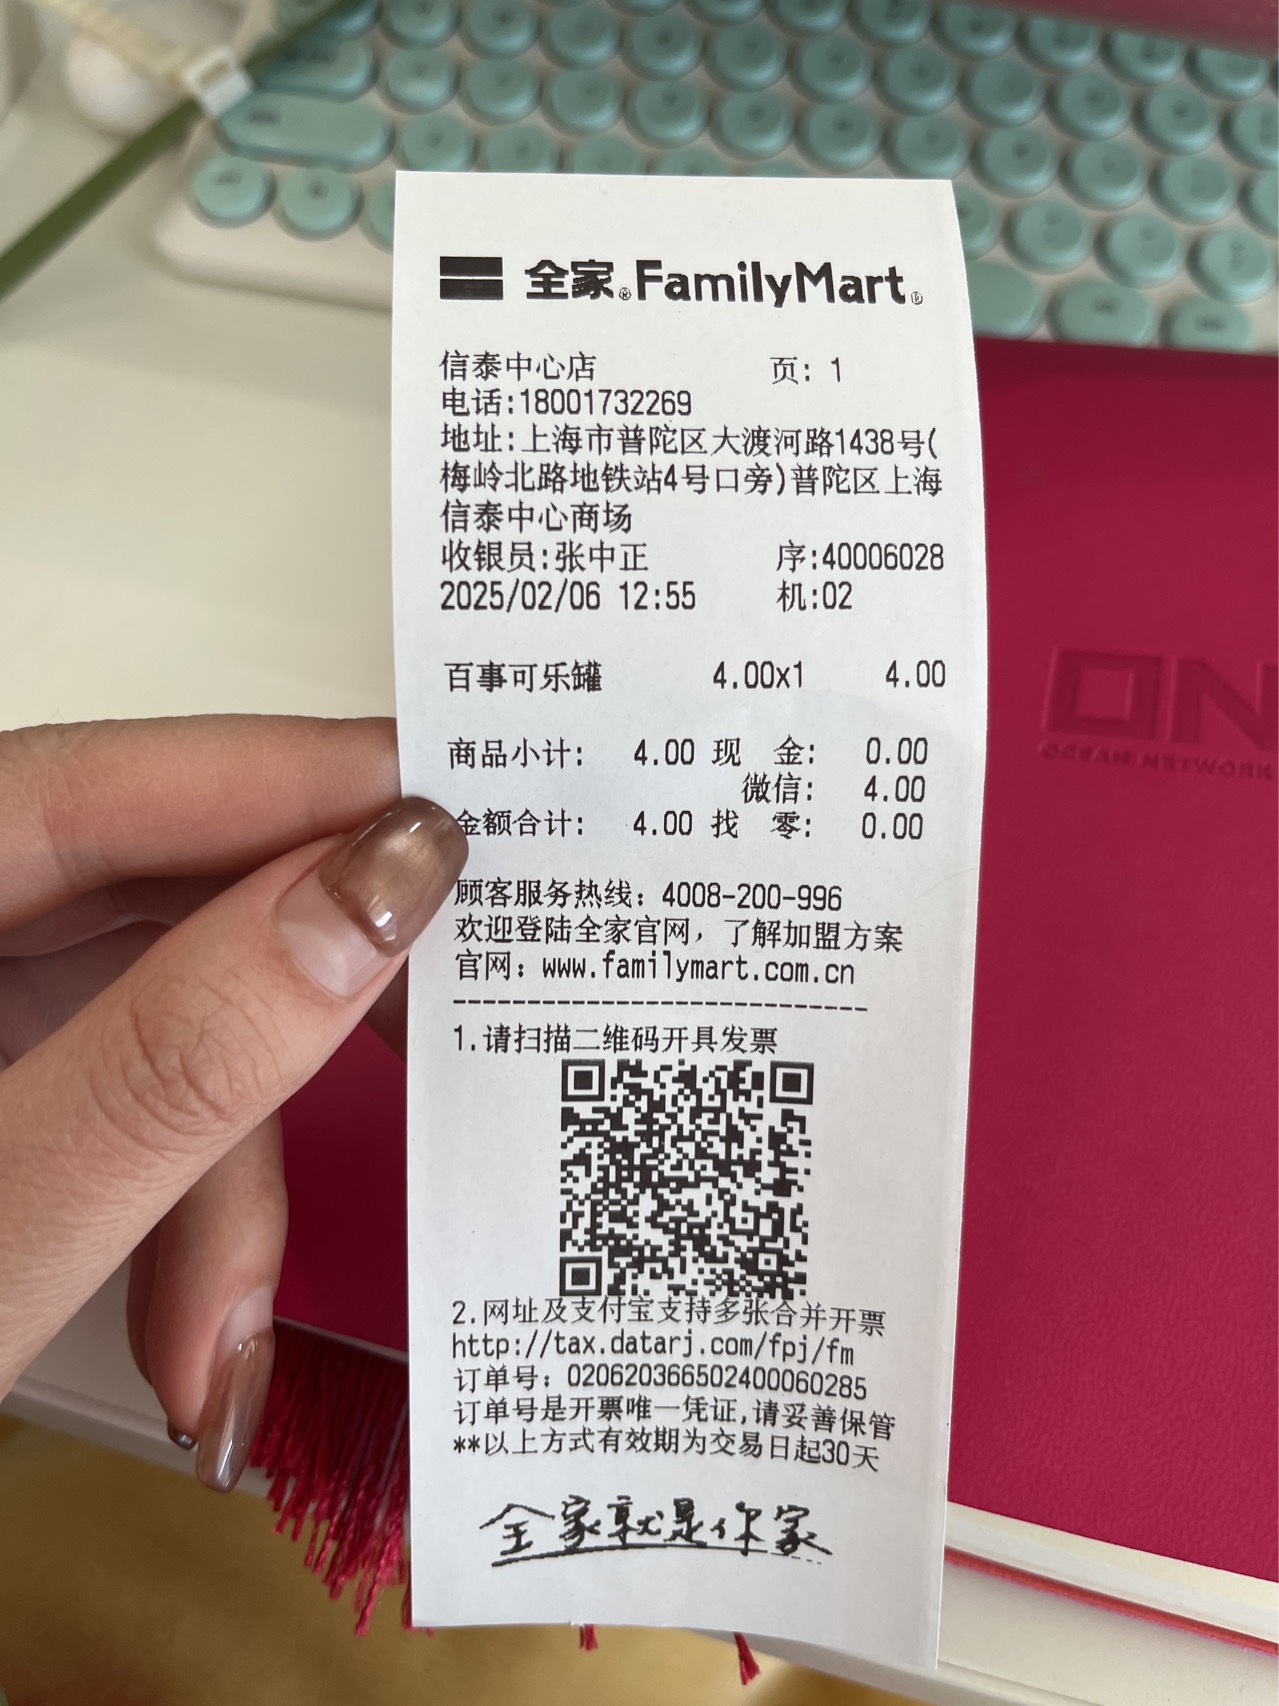 全家®FamilyMart®
信泰中心店 页: 1
电话:18001732269
地址:上海市普陀区大渡河路1438号(
梅岭北路地铁站4号口旁)普陀区上海
信泰中心商场
收银员:张中正 序:40006028
2025/02/06 12:55 机:02
百事可乐罐 4.00x1 4.00
商品小计: 4.00 现 金: 0.00
微信: 4.00
金额合计: 4.00 找 零: 0.00
顾客服务热线: 4008-200-996
欢迎登陆全家官网，了解加盟方案
官网: www.familymart.com.cn
----------------------------
1.请扫描二维码开具发票
2.网址及支付宝支持多张合并开票
http://tax.datarj.com/fpj/fm
订单号: 020620366502400060285
订单号是开票唯一凭证,请妥善保管
**以上方式有效期为交易日起30天
全家就是你家
ON
OCEAN NETWORK